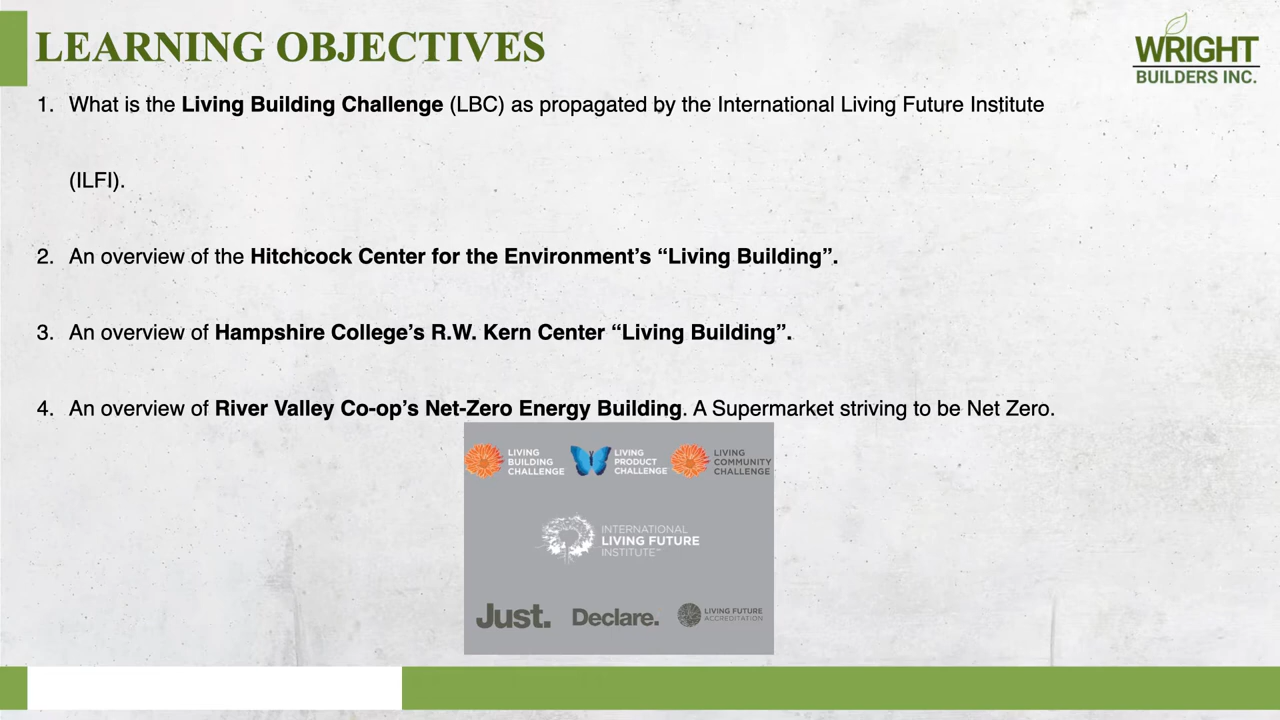 LEARNING OBJECTIVES
WRIGHT
BUILDERS INC.
1. What is the Living Building Challenge (LBC) as propagated by the International Living Future Institute
(ILFI).
2. An overview of the Hitchcock Center for the Environment’s “Living Building”.
3. An overview of Hampshire College’s R.W. Kern Center “Living Building”.
4. An overview of River Valley Co-op’s Net-Zero Energy Building. A Supermarket striving to be Net Zero.
LIVING
BUILDING
CHALLENGE
LIVING
PRODUCT
CHALLENGE
LIVING
COMMUNITY
CHALLENGE
INTERNATIONAL
LIVING FUTURE
INSTITUTE™
Just.
Declare.
LIVING FUTURE
ACCREDITATION